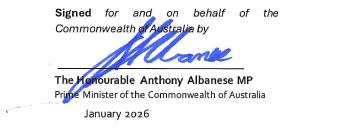 Signed for and on behalf of the
Commonwealth of Australia by
The Honourable Anthony Albanese MP
Prime Minister of the Commonwealth of Australia
January 2026